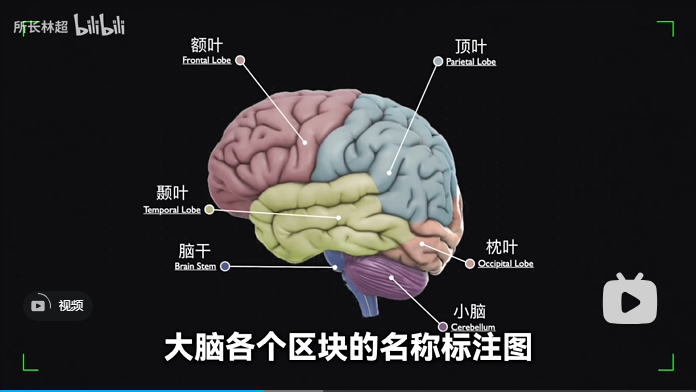 所长林超 bilibili
额叶
Frontal Lobe
顶叶
Parietal Lobe
颞叶
Temporal Lobe
脑干
Brain Stem
枕叶
Occipital Lobe
视频
小脑
Cerebellum
大脑各个区块的名称标注图